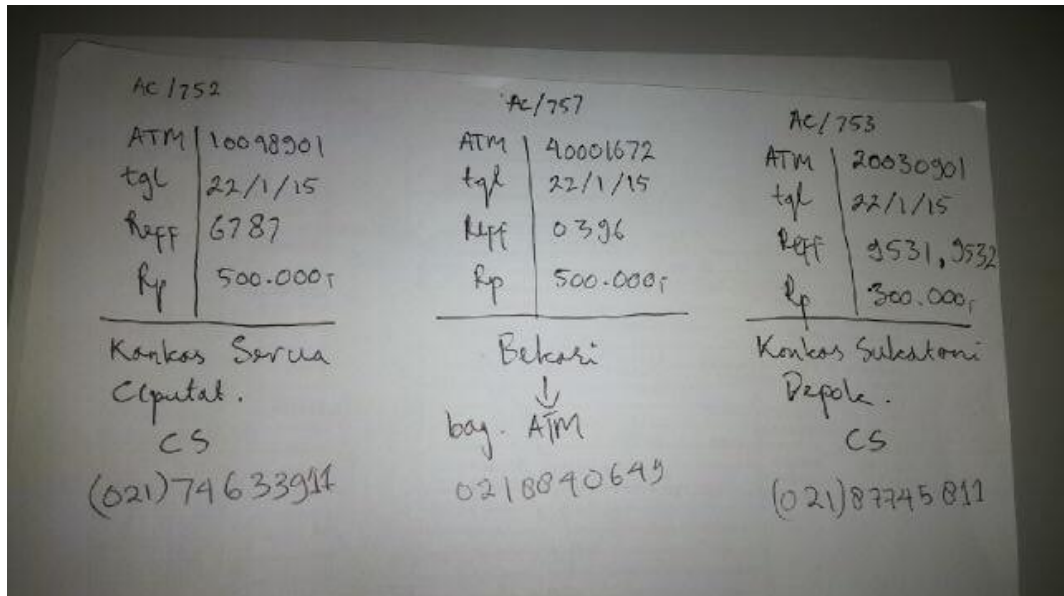 AC/752
ATM 10098901
tgl 22/1/15
Reff 6787
Rp 500.000,-
Kankas Serua
Ciputat.
CS
(021)74633911
AC/757
ATM 40001672
tgl 22/1/15
Reff 0396
Rp 500.000,-
Bekasi
↓
bag. ATM
0218840649
AC/753
ATM 20030901
tgl 22/1/15
Reff 9531, 9532
Rp 300.000,-
Kankas Sukatani
Depok.
CS
(021)87745811